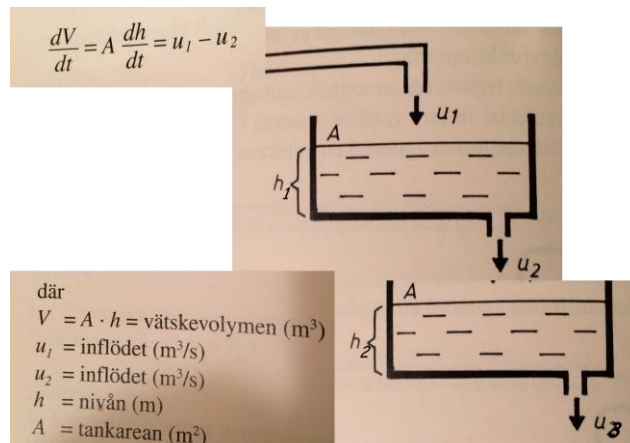 dV/dt = A dh/dt = u₁ − u₂
u₁
A
h₁
u₂
A
h₂
u₃
där
V = A · h = vätskevolymen (m³)
u₁ = inflödet (m³/s)
u₂ = inflödet (m³/s)
h = nivån (m)
A = tankarean (m²)